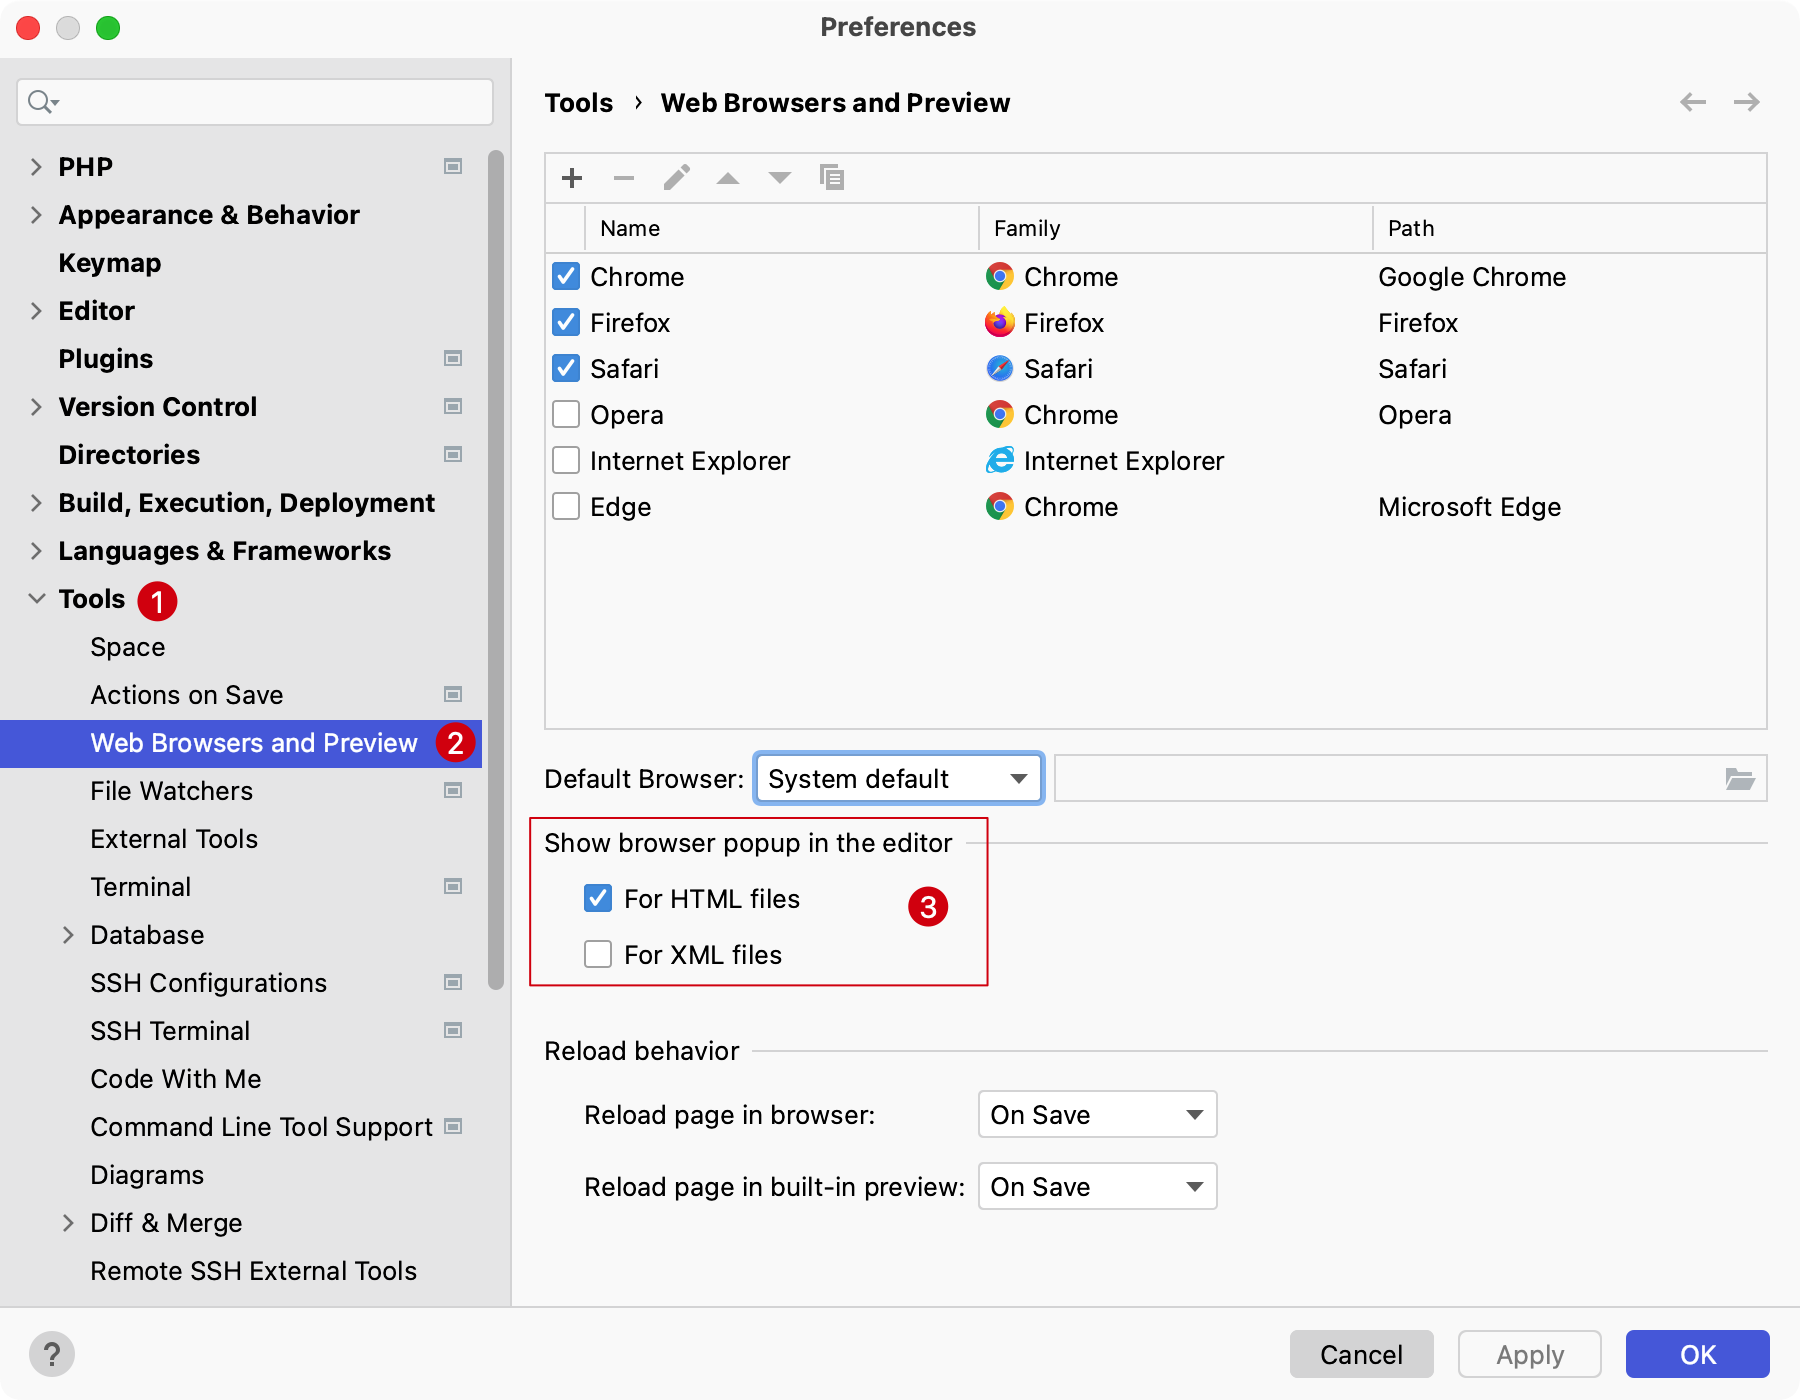 Preferences
PHP
Appearance & Behavior
Keymap
Editor
Plugins
Version Control
Directories
Build, Execution, Deployment
Languages & Frameworks
Tools 1
Space
Actions on Save
Web Browsers and Preview 2
File Watchers
External Tools
Terminal
Database
SSH Configurations
SSH Terminal
Code With Me
Command Line Tool Support
Diagrams
Diff & Merge
Remote SSH External Tools
Tools › Web Browsers and Preview
Name Family Path
Chrome Chrome Google Chrome
Firefox Firefox Firefox
Safari Safari Safari
Opera Chrome Opera
Internet Explorer Internet Explorer
Edge Chrome Microsoft Edge
Default Browser: System default
Show browser popup in the editor
For HTML files 3
For XML files
Reload behavior
Reload page in browser: On Save
Reload page in built-in preview: On Save
? Cancel Apply OK